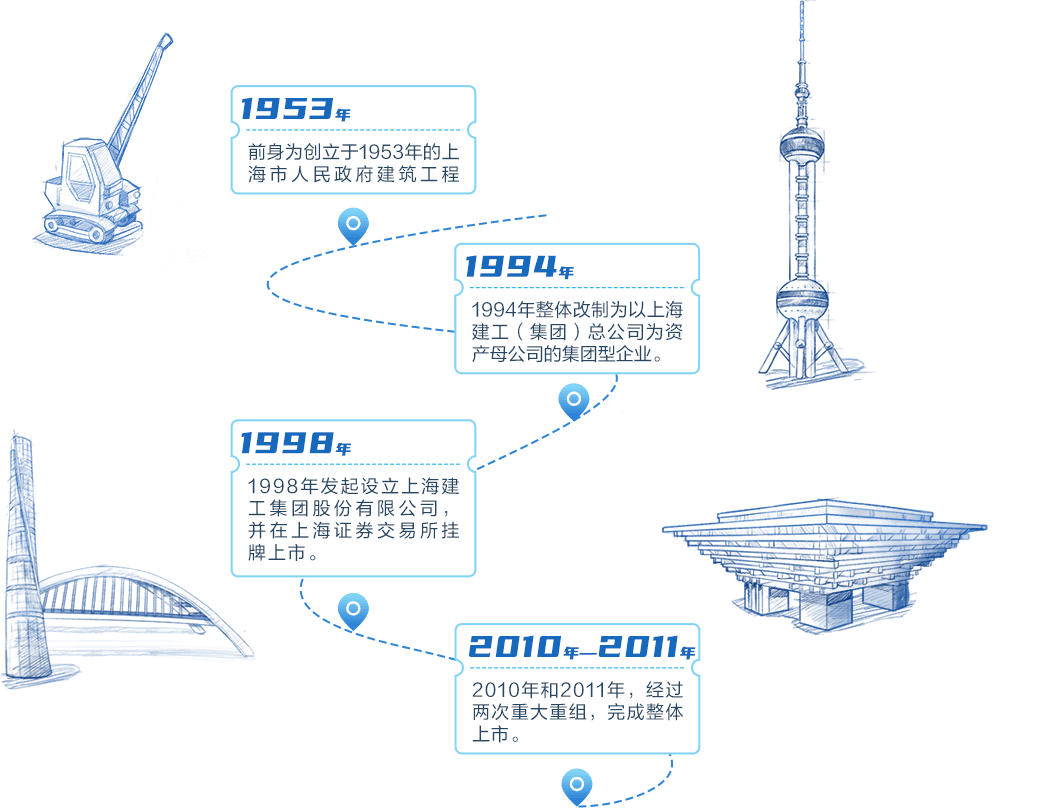 1953年
前身为创立于1953年的上
海市人民政府建筑工程
1994年
1994年整体改制为以上海
建工（集团）总公司为资
产母公司的集团型企业。
1998年
1998年发起设立上海建
工集团股份有限公司，
并在上海证券交易所挂
牌上市。
2010年—2011年
2010年和2011年，经过
两次重大重组，完成整体
上市。